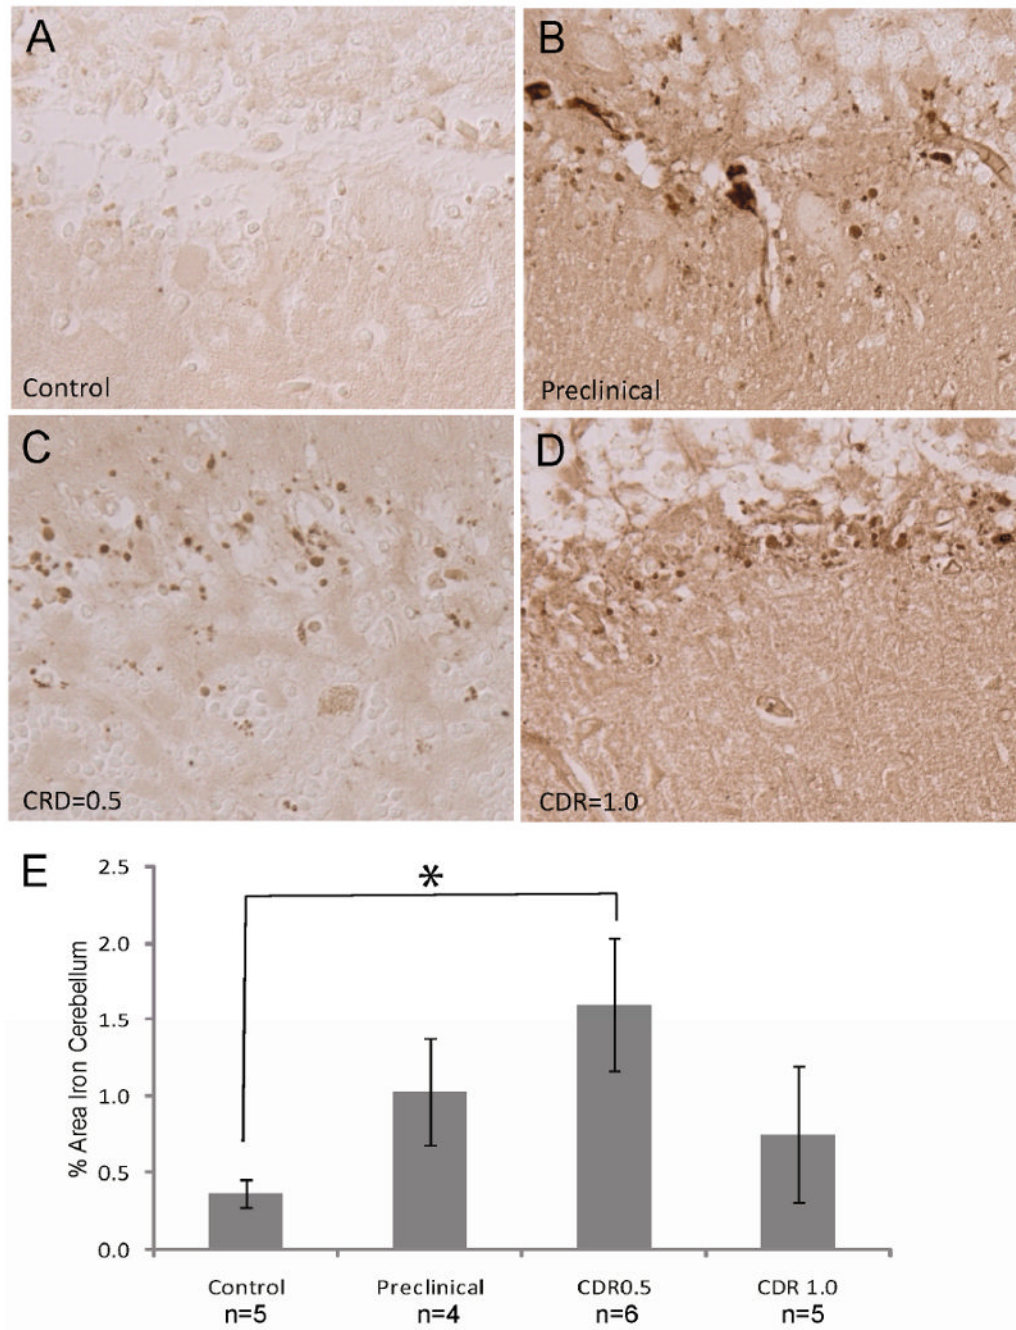 A
B
Control
Preclinical
C
D
CRD=0.5
CDR=1.0
E
*
% Area Iron Cerebellum
2.5
2.0
1.5
1.0
0.5
0.0
Control
Preclinical
CDR0.5
CDR 1.0
n=5
n=4
n=6
n=5